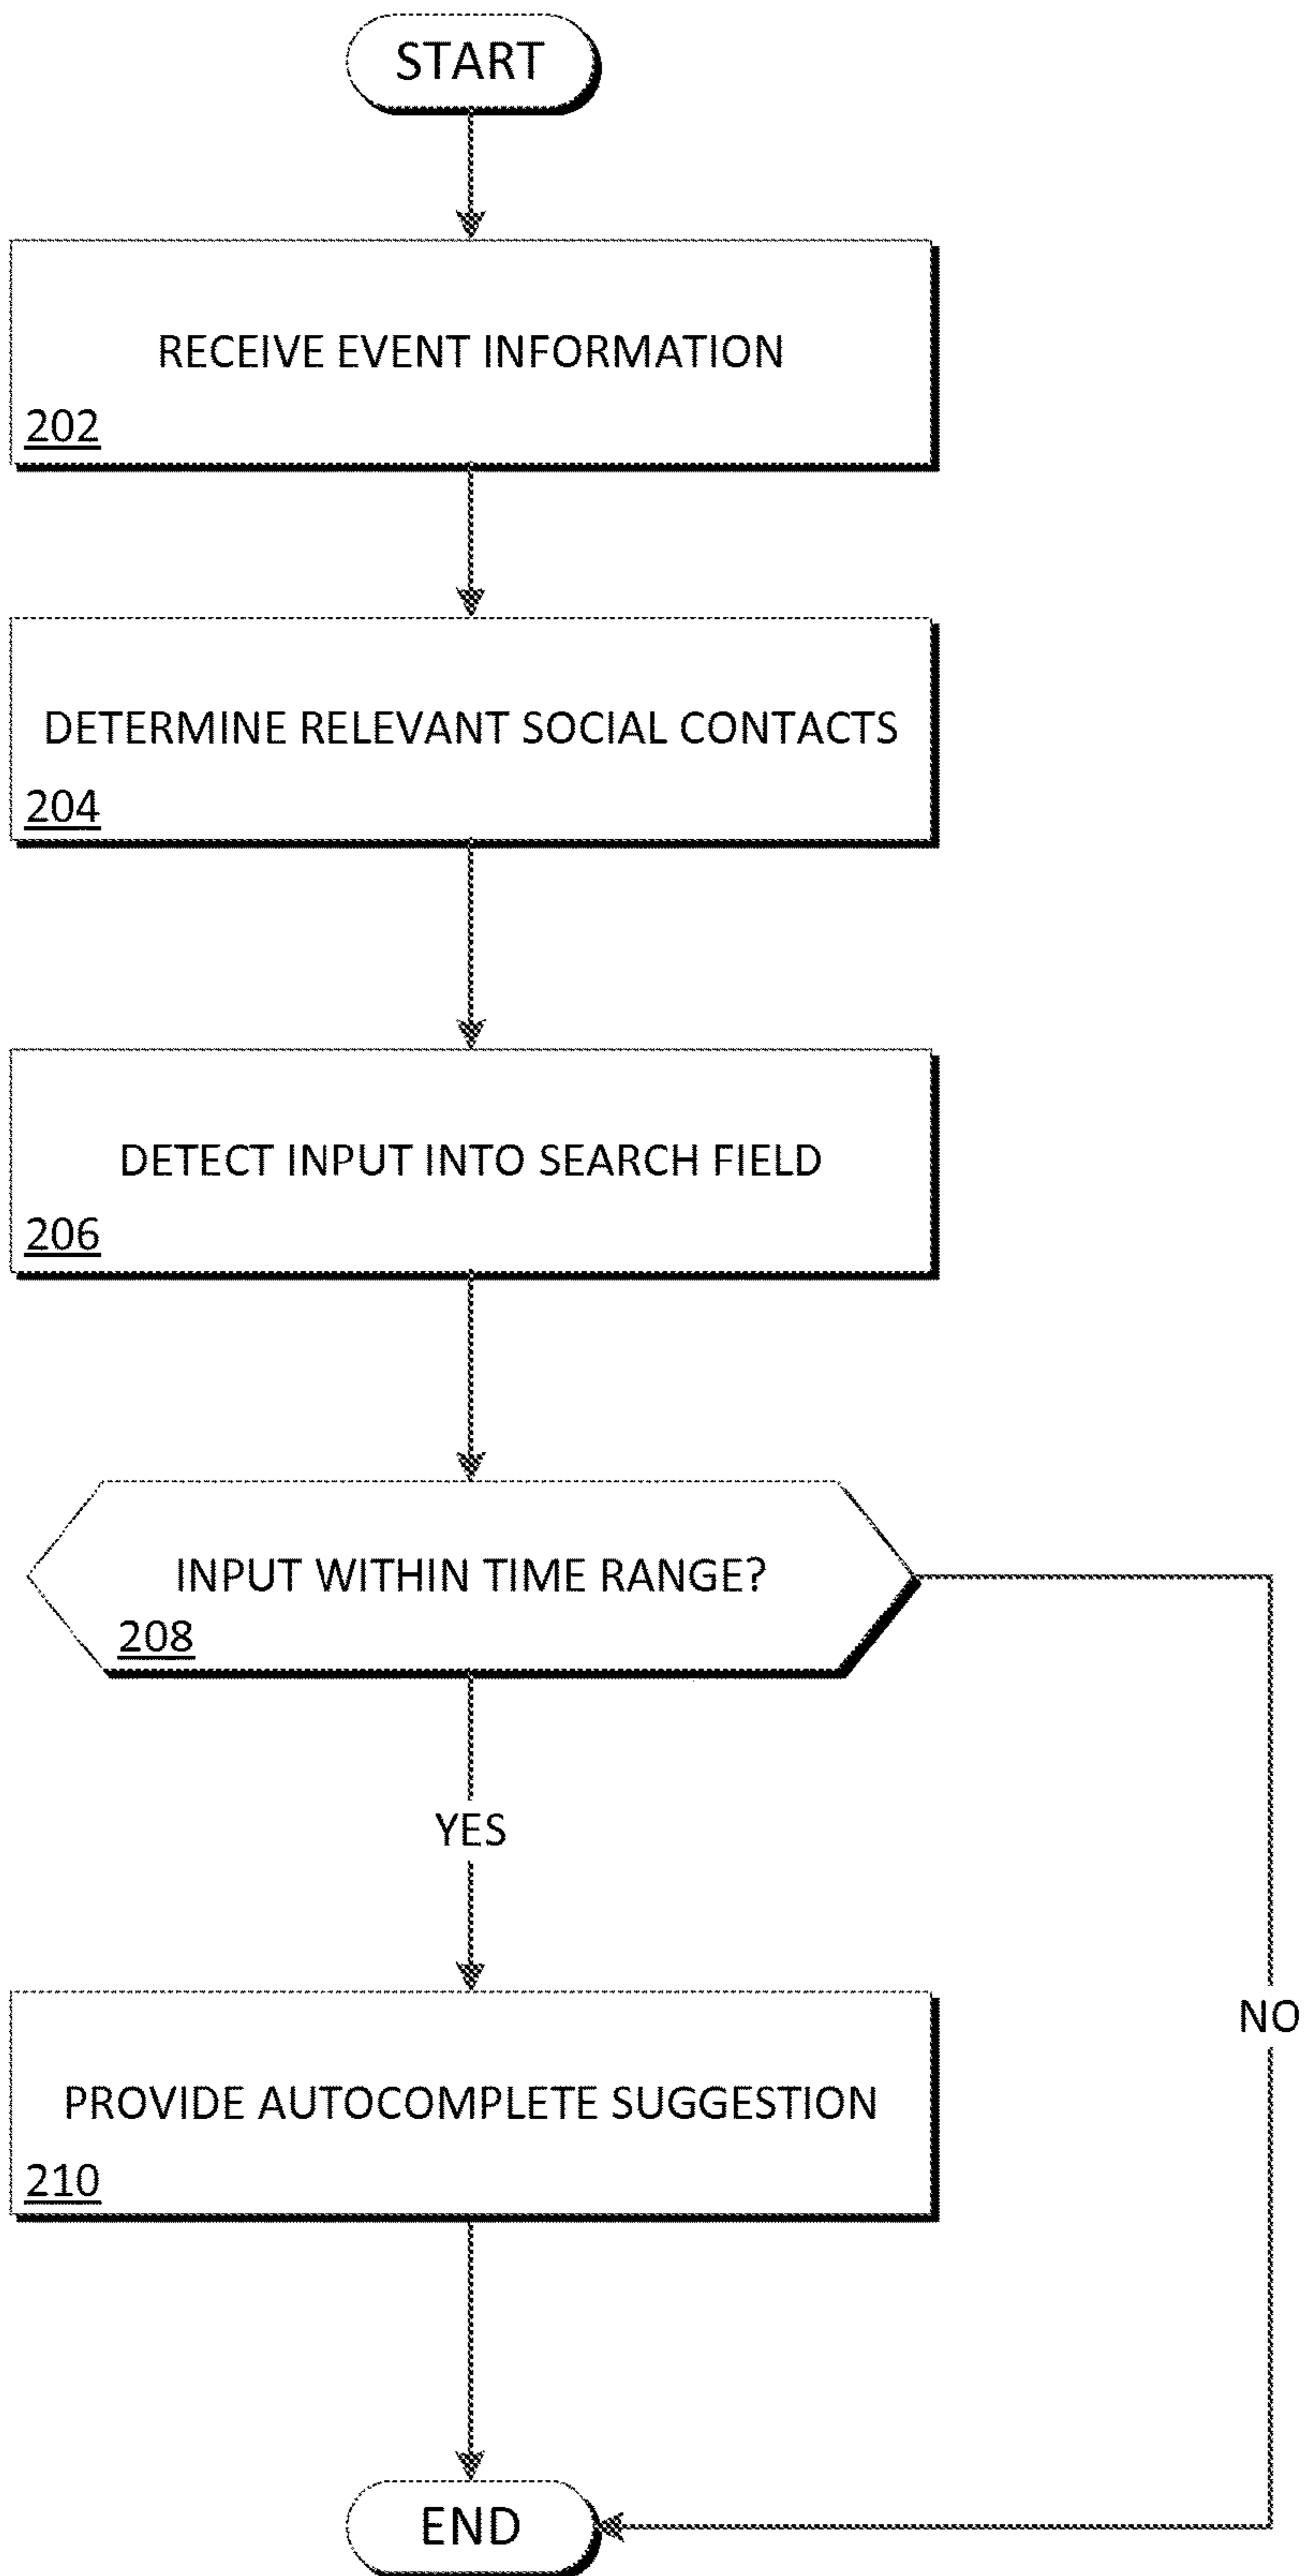 START
RECEIVE EVENT INFORMATION
202
DETERMINE RELEVANT SOCIAL CONTACTS
204
DETECT INPUT INTO SEARCH FIELD
206
INPUT WITHIN TIME RANGE?
208
YES
NO
PROVIDE AUTOCOMPLETE SUGGESTION
210
END